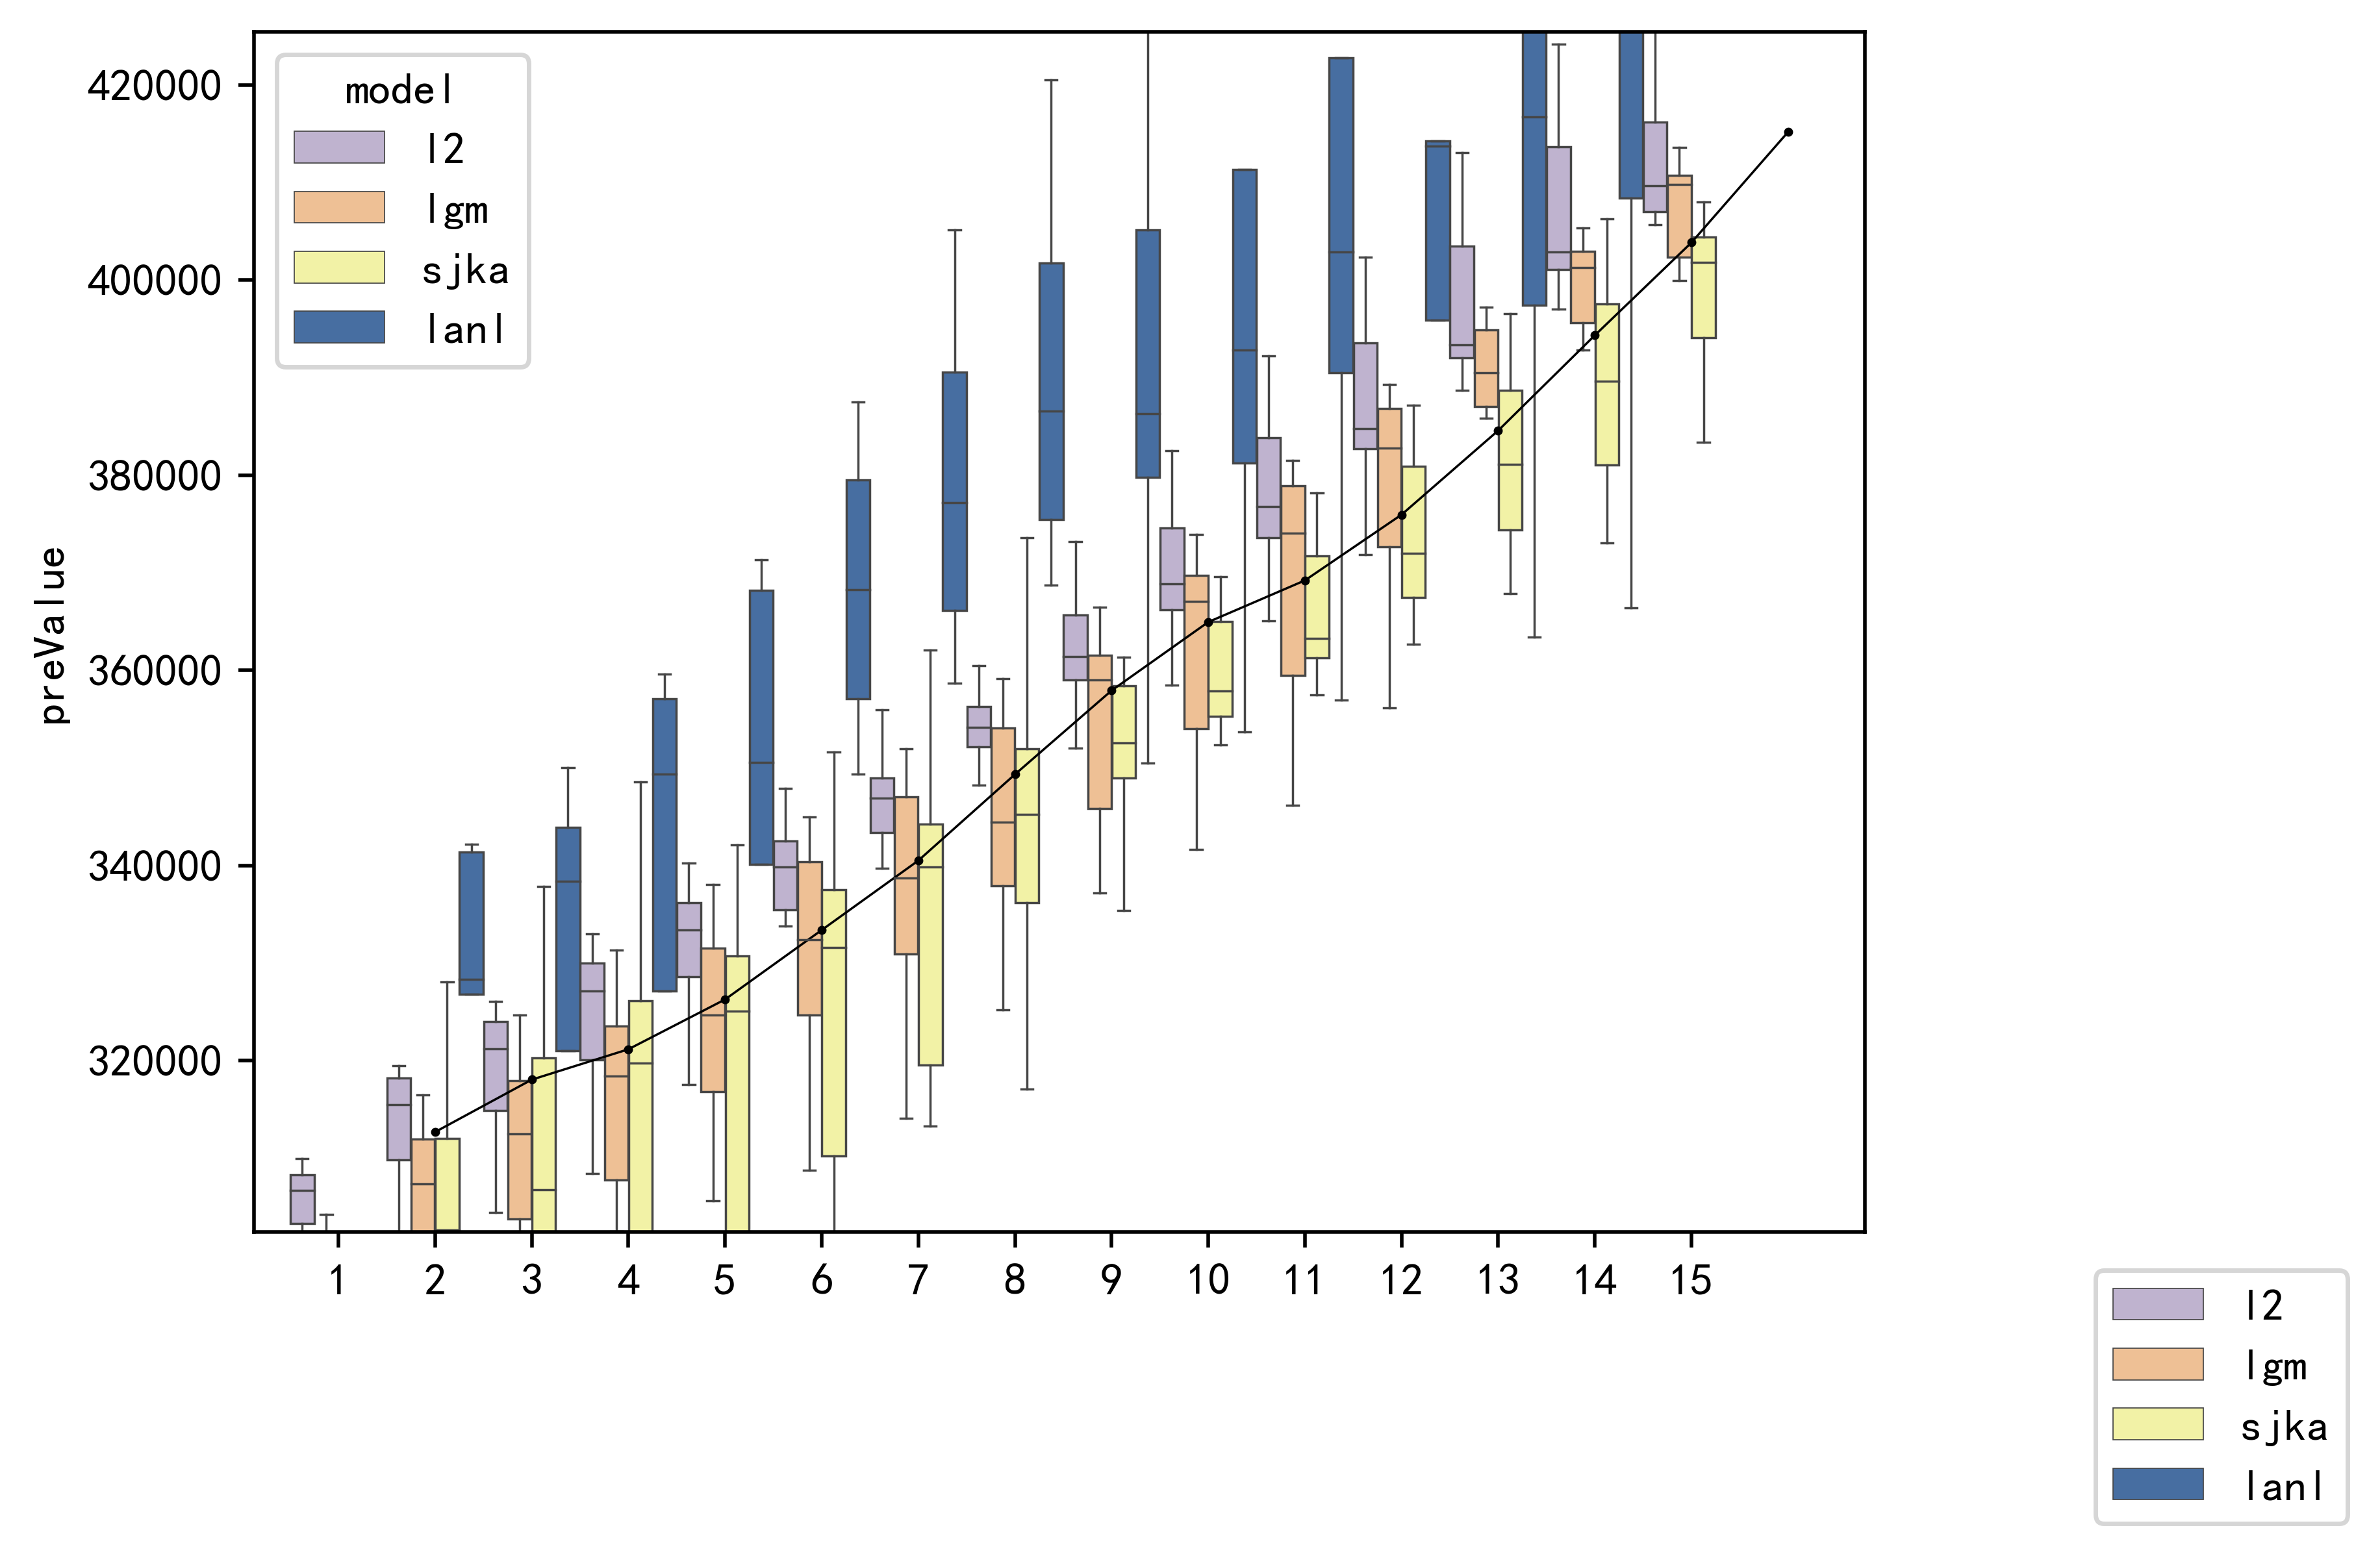 model
l2
lgm
sjka
lanl
420000
400000
380000
360000
340000
320000
preValue
1 2 3 4 5 6 7 8 9 10 11 12 13 14 15
l2
lgm
sjka
lanl